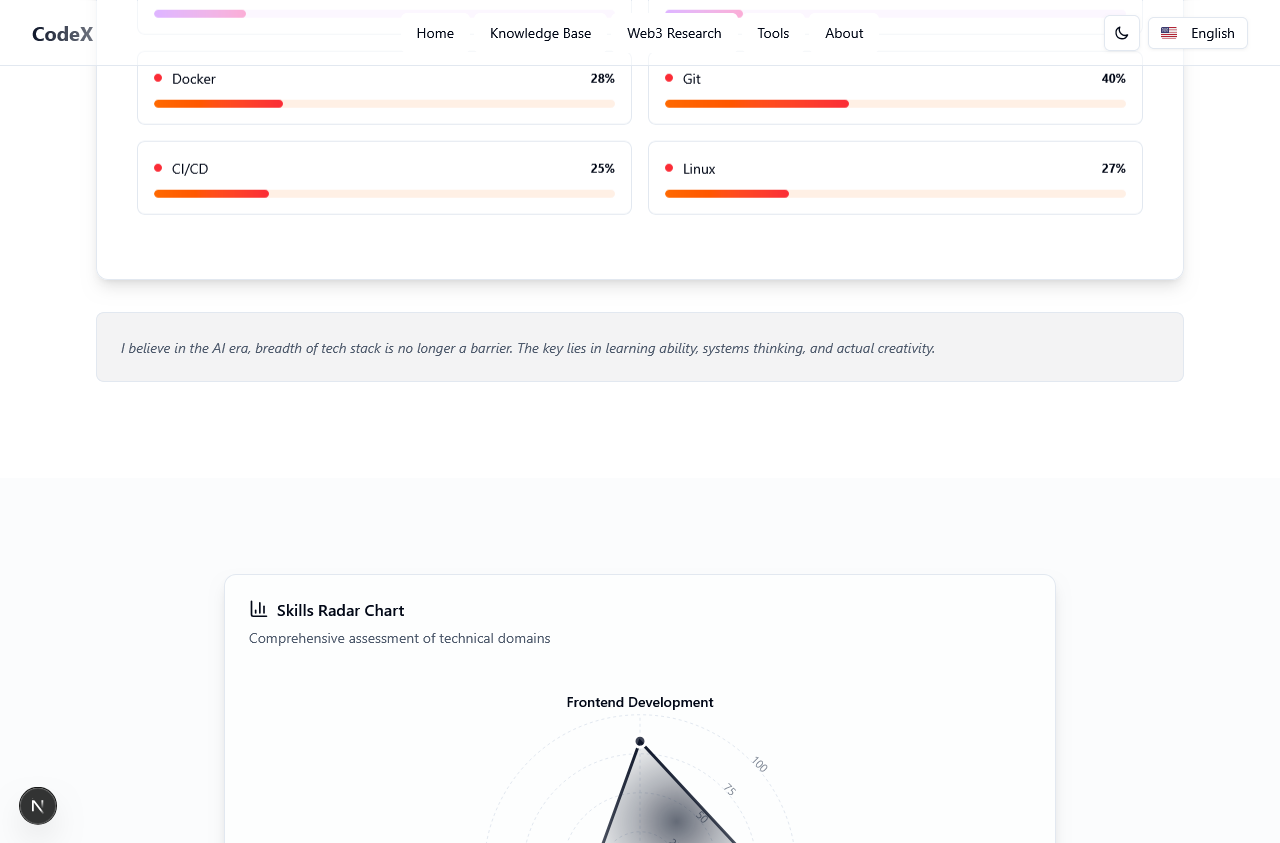 CodeX
Home
Knowledge Base
Web3 Research
Tools
About
English
Docker
28%
Git
40%
CI/CD
25%
Linux
27%
I believe in the AI era, breadth of tech stack is no longer a barrier. The key lies in learning ability, systems thinking, and actual creativity.
Skills Radar Chart
Comprehensive assessment of technical domains
Frontend Development
100
75
50
N